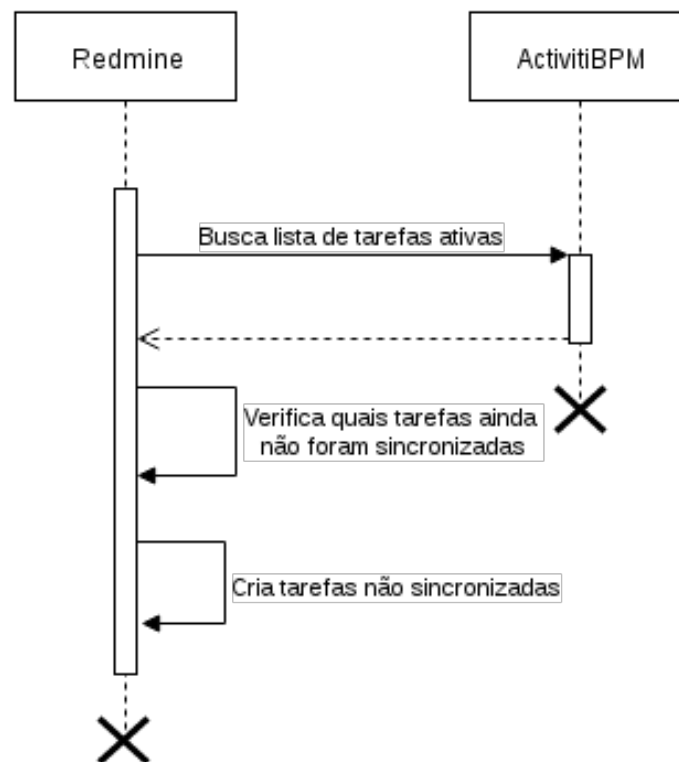 Redmine
ActivitiBPM
Busca lista de tarefas ativas
Verifica quais tarefas ainda
não foram sincronizadas
Cria tarefas não sincronizadas